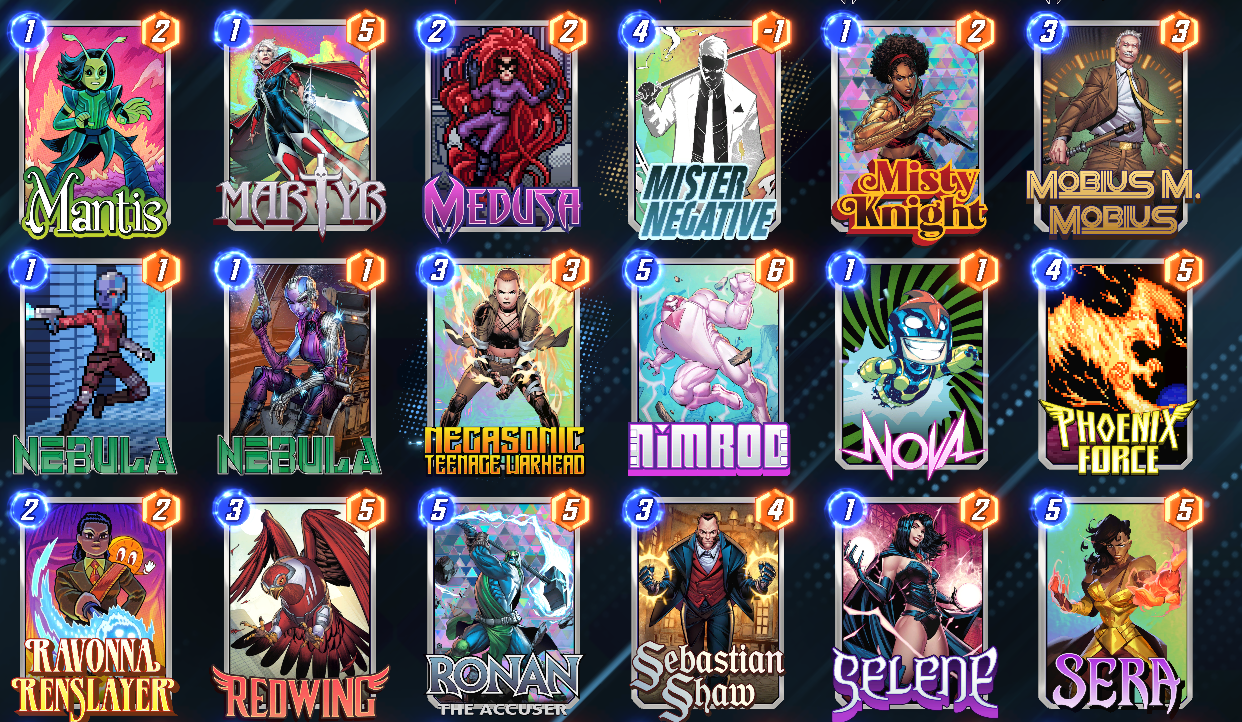 1 2 1 5 2 2 4 -1 1 2 3 3
Mantis
MARTYR
MEDUSA
MISTER
NEGATIVE
Misty
Knight
MOBIUS M.
MOBIUS
1 1 1 1 3 3 5 6 1 1 4 5
NEBULA
NEBULA
NEGASONIC
TEENAGE WARHEAD
NIMROD
NOVA
PHOENIX
FORCE
2 2 3 5 5 5 3 4 1 2 5 5
RAVONNA
RENSLAYER
REDWING
RONAN
THE ACCUSER
Sebastian
Shaw
SELENE
SERA